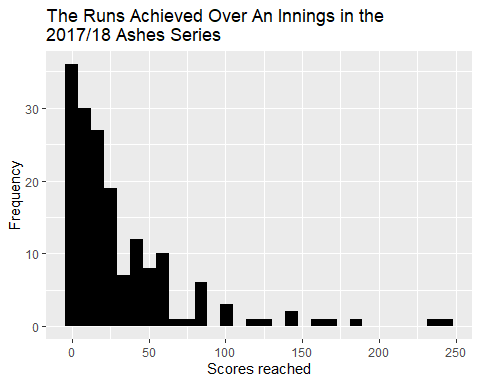 The Runs Achieved Over An Innings in the
2017/18 Ashes Series
30
20
10
0
Frequency
0 50 100 150 200 250
Scores reached